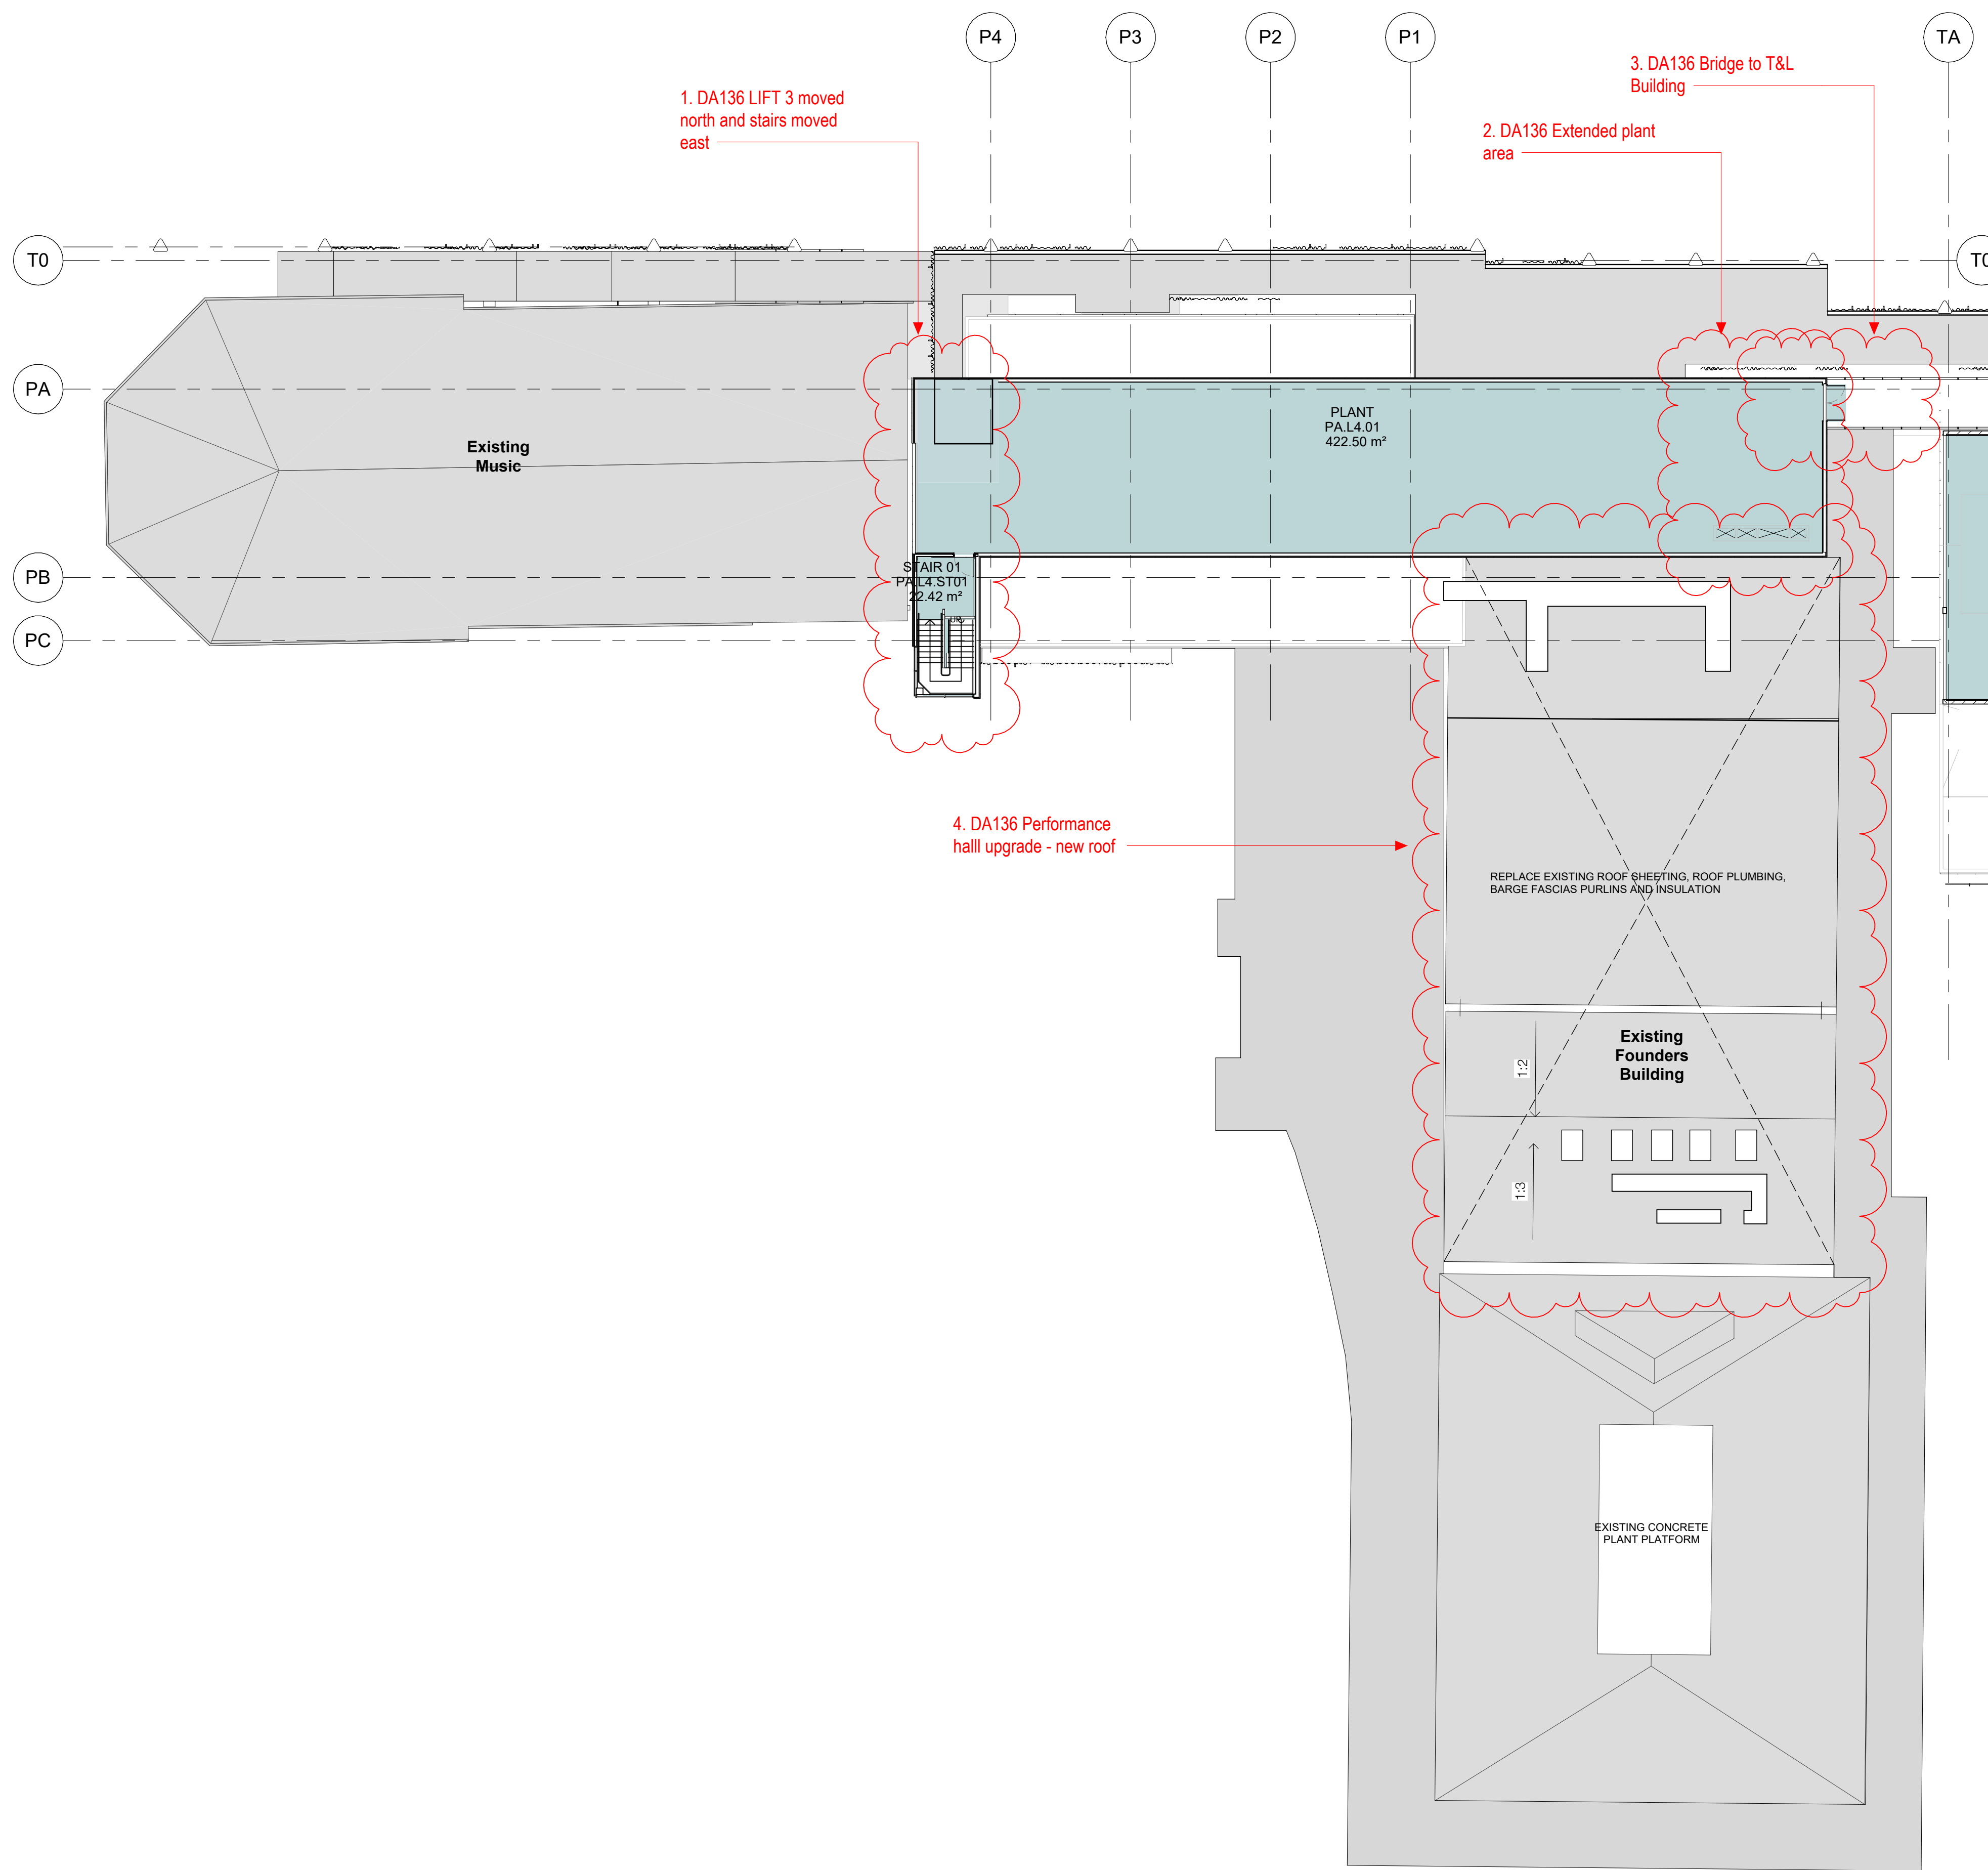 P4
P3
P2
P1
TA
3. DA136 Bridge to T&L
Building
1. DA136 LIFT 3 moved
north and stairs moved
east
2. DA136 Extended plant
area
T0
PA
PLANT
PA.L4.01
422.50 m²
Existing
Music
PB
STAIR 01
PA.L4.ST01
22.42 m²
UP
PC
4. DA136 Performance
halll upgrade - new roof
REPLACE EXISTING ROOF SHEETING, ROOF PLUMBING,
BARGE FASCIAS PURLINS AND INSULATION
Existing
Founders
Building
1:2
1:3
EXISTING CONCRETE
PLANT PLATFORM